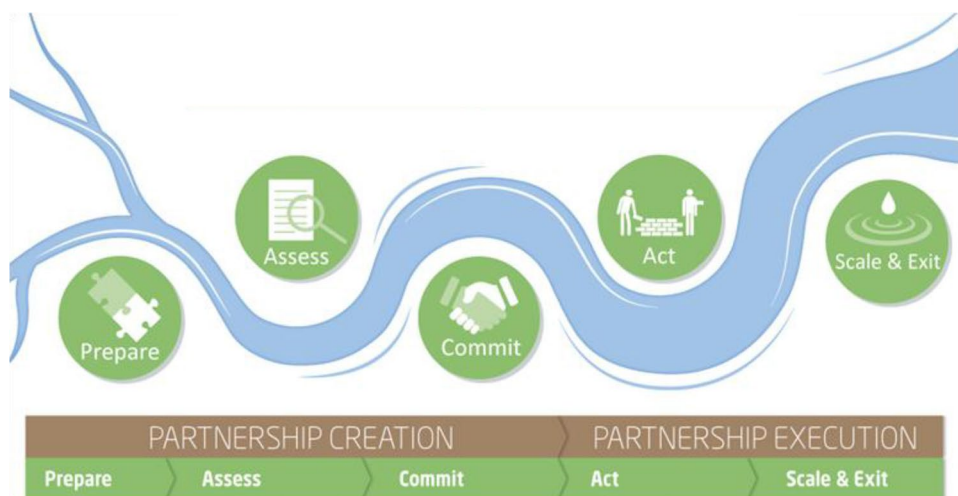 Prepare
Assess
Commit
Act
Scale & Exit
PARTNERSHIP CREATION
PARTNERSHIP EXECUTION
Prepare
Assess
Commit
Act
Scale & Exit